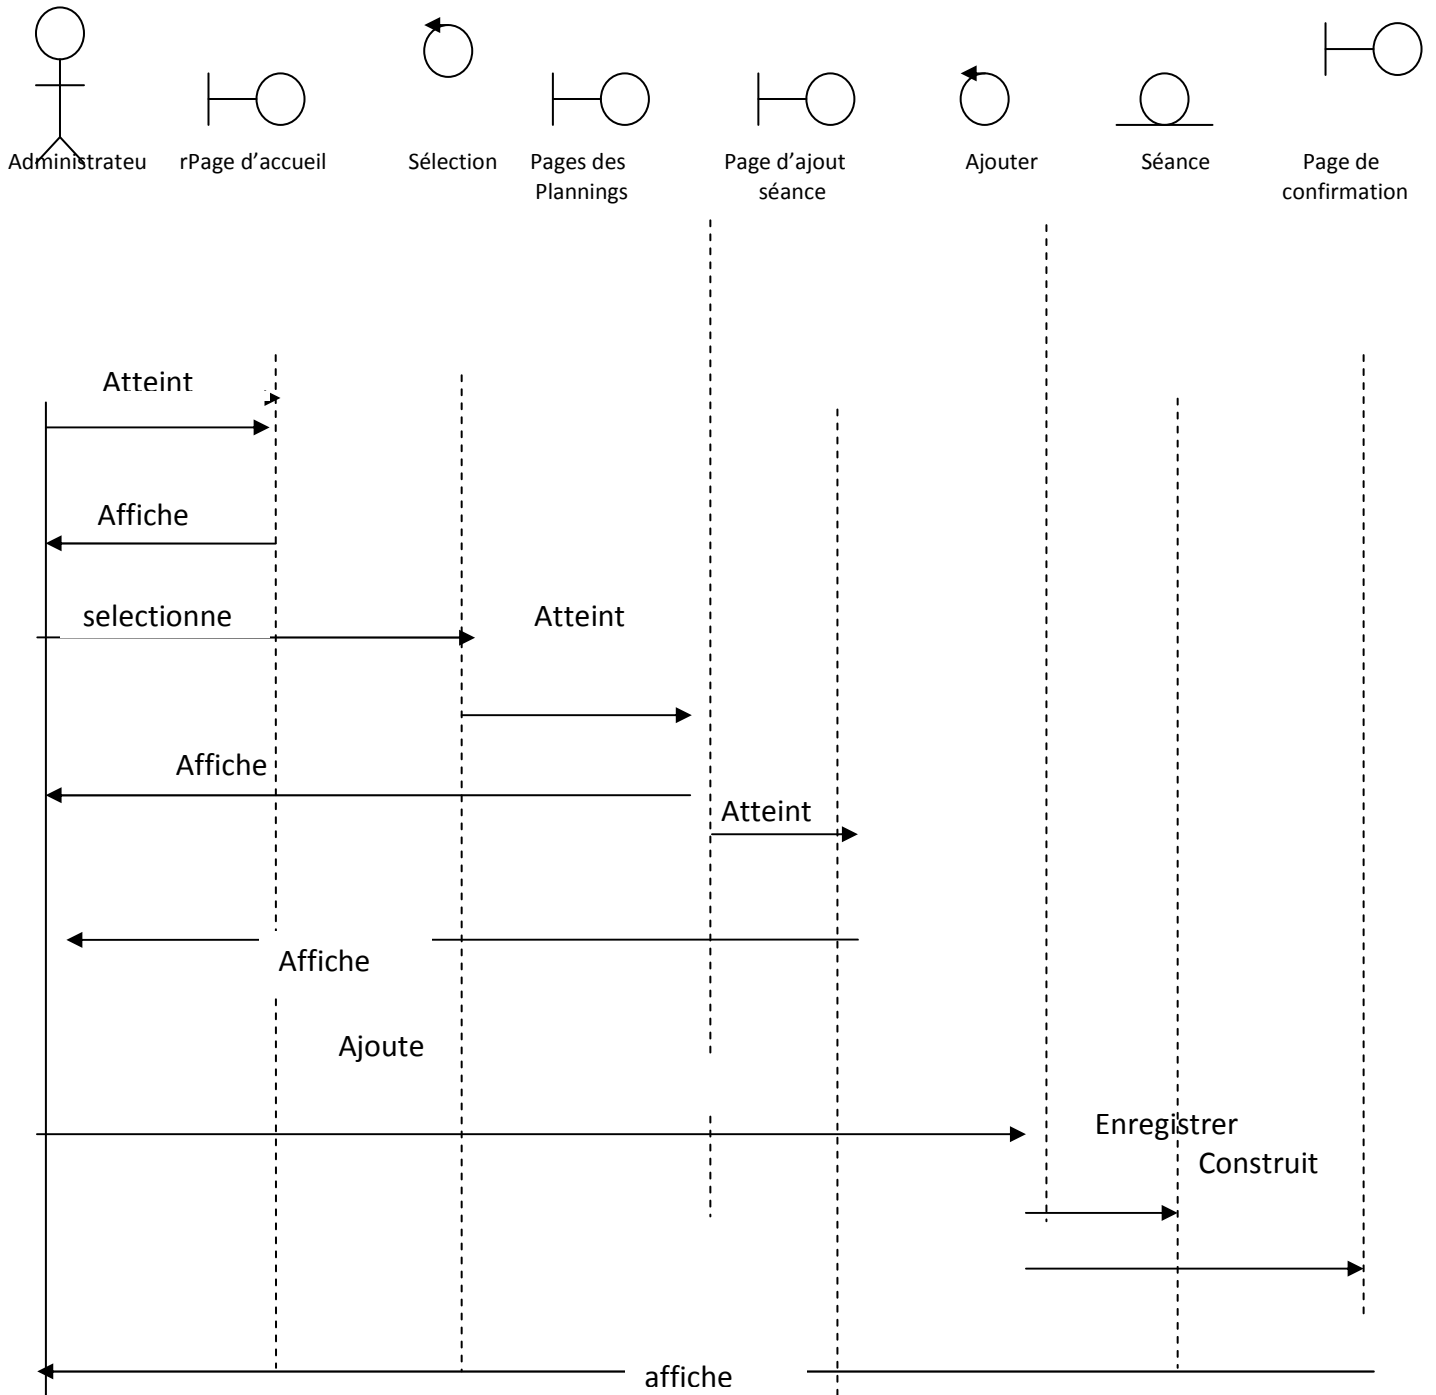 Administrateu rPage d’accueil Sélection Pages des Page d’ajout Ajouter Séance Page de
Plannings séance confirmation
Atteint
Affiche
selectionne Atteint
Affiche
Atteint
Affiche
Ajoute
Enregistrer
Construit
affiche